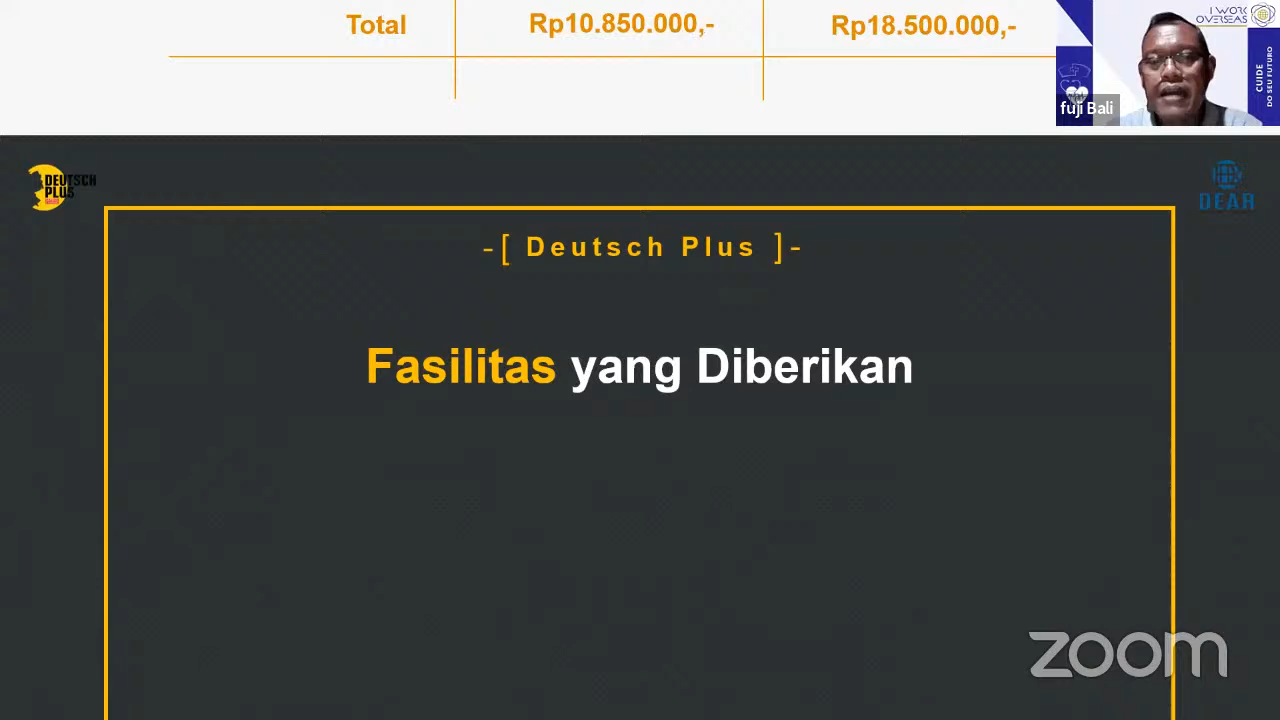 Total Rp10.850.000,- Rp18.500.000,-
I WORK
OVERSEAS
CUIDE
DO SEU FUTURO
fuji Bali
DEUTSCH
PLUS
DEAR
-[ Deutsch Plus ]-
Fasilitas yang Diberikan
zoom